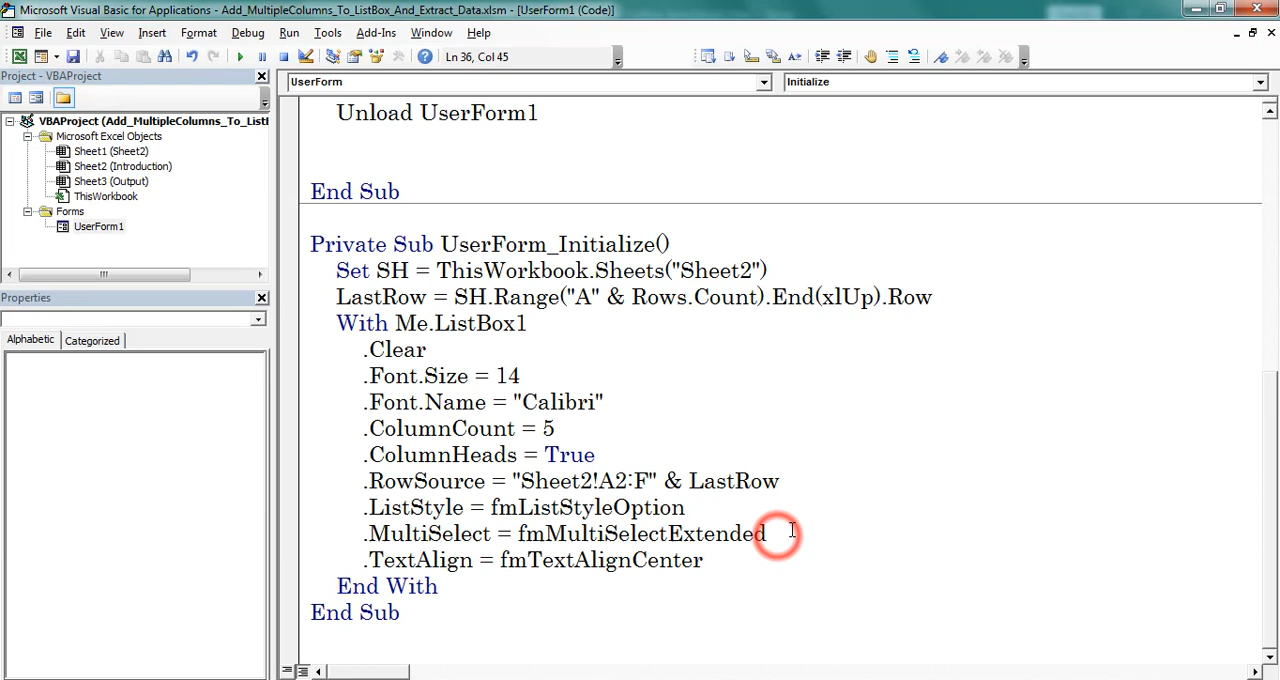 Microsoft Visual Basic for Applications - Add_MultipleColumns_To_ListBox_And_Extract_Data.xlsm - [UserForm1 (Code)]
File Edit View Insert Format Debug Run Tools Add-Ins Window Help
Ln 36, Col 45
Project - VBAProject
UserForm
Initialize
VBAProject (Add_MultipleColumns_To_ListI
Microsoft Excel Objects
Sheet1 (Sheet2)
Sheet2 (Introduction)
Sheet3 (Output)
ThisWorkbook
Forms
UserForm1
Properties
Alphabetic Categorized
Unload UserForm1
End Sub
Private Sub UserForm_Initialize()
Set SH = ThisWorkbook.Sheets("Sheet2")
LastRow = SH.Range("A" & Rows.Count).End(xlUp).Row
With Me.ListBox1
.Clear
.Font.Size = 14
.Font.Name = "Calibri"
.ColumnCount = 5
.ColumnHeads = True
.RowSource = "Sheet2!A2:F" & LastRow
.ListStyle = fmListStyleOption
.MultiSelect = fmMultiSelectExtended
.TextAlign = fmTextAlignCenter
End With
End Sub